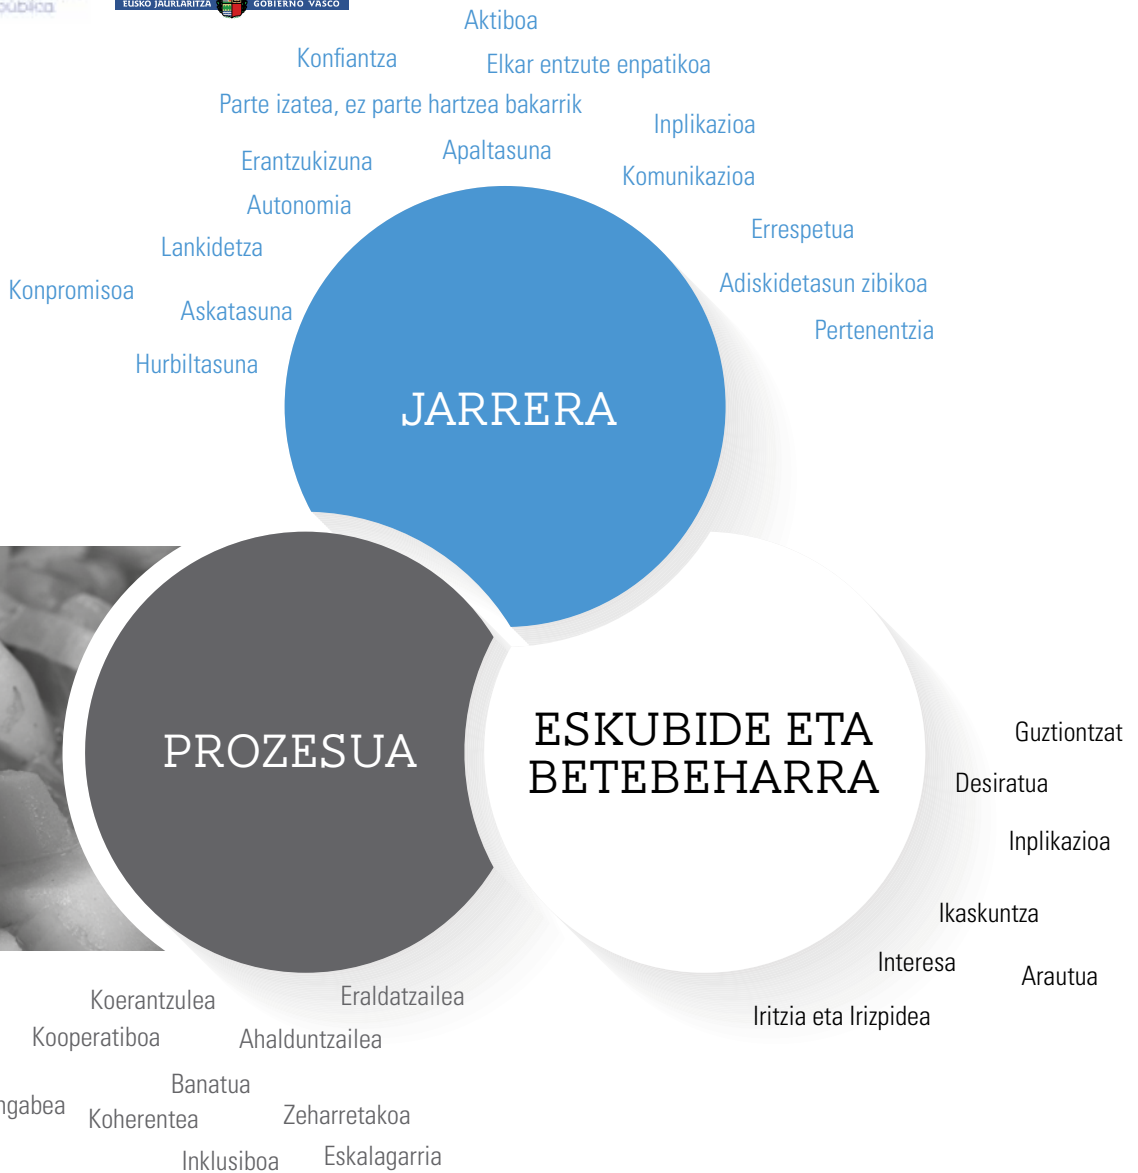 pública
EUSKO JAURLARITZA
GOBIERNO VASCO
Aktiboa
Konfiantza
Elkar entzute enpatikoa
Parte izatea, ez parte hartzea bakarrik
Inplikazioa
Erantzukizuna
Apaltasuna
Komunikazioa
Autonomia
Errespetua
Lankidetza
Adiskidetasun zibikoa
Konpromisoa
Askatasuna
Pertenentzia
Hurbiltasuna
JARRERA
PROZESUA
ESKUBIDE ETA
BETEBEHARRA
Guztiontzat
Desiratua
Inplikazioa
Ikaskuntza
Interesa
Arautua
Iritzia eta Irizpidea
Koerantzulea
Eraldatzailea
Kooperatiboa
Ahalduntzailea
Banatua
Koherentea
Zeharretakoa
Inklusiboa
Eskalagarria